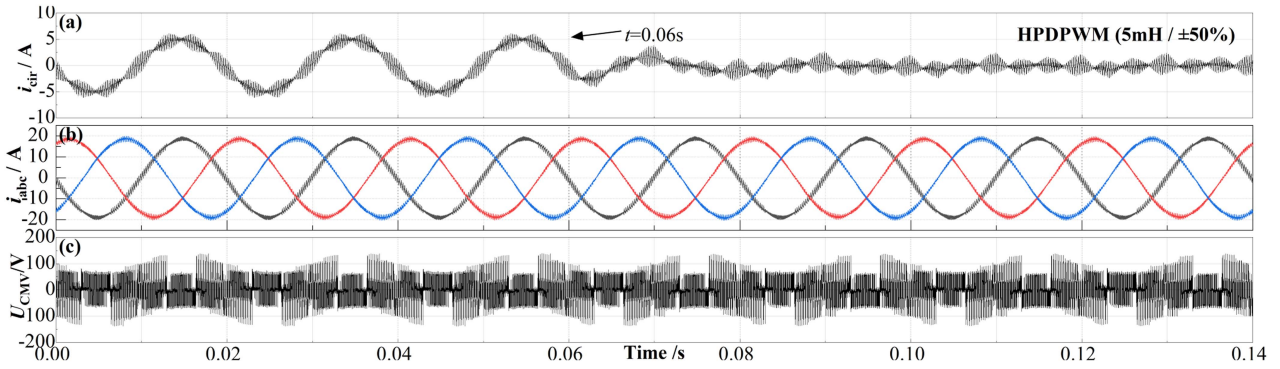 (a)
t=0.06s
HPDPWM (5mH / ±50%)
i_cir / A
10
5
0
-5
-10
(b)
i_abc / A
20
10
0
-10
-20
(c)
U_CMV/V
200
100
0
-100
-200
0.00 0.02 0.04 0.06 Time /s 0.08 0.10 0.12 0.14